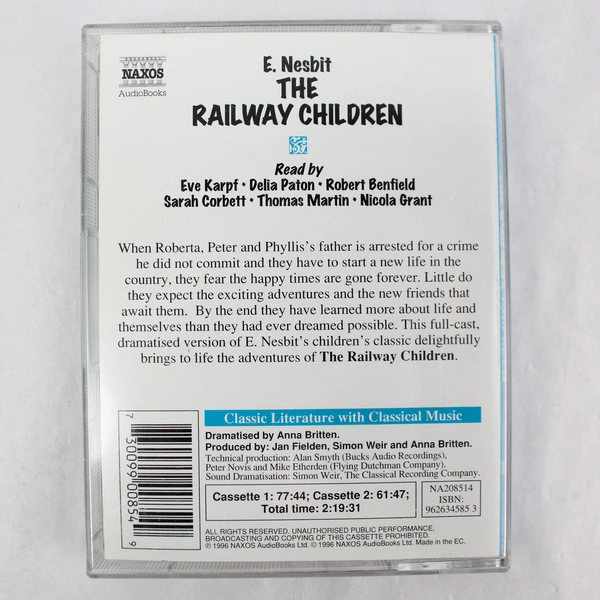 NAXOS
AudioBooks
E. Nesbit
THE
RAILWAY CHILDREN
Read by
Eve Karpf • Delia Paton • Robert Benfield
Sarah Corbett • Thomas Martin • Nicola Grant
When Roberta, Peter and Phyllis's father is arrested for a crime
he did not commit and they have to start a new life in the
country, they fear the happy times are gone forever. Little do
they expect the exciting adventures and the new friends that
await them. By the end they have learned more about life and
themselves than they had ever dreamed possible. This full-cast,
dramatised version of E. Nesbit's children's classic delightfully
brings to life the adventures of The Railway Children.
Classic Literature with Classical Music
Dramatised by Anna Britten.
Produced by: Jan Fielden, Simon Weir and Anna Britten.
Technical production: Alan Smyth (Bucks Audio Recordings),
Peter Novis and Mike Etherden (Flying Dutchman Company).
Sound Dramatisation: Simon Weir, The Classical Recording Company.
Cassette 1: 77:44; Cassette 2: 61:47;
Total time: 2:19:31
NA208514
ISBN:
962634585 3
ALL RIGHTS RESERVED. UNAUTHORISED PUBLIC PERFORMANCE,
BROADCASTING AND COPYING OF THIS CASSETTE PROHIBITED.
℗ 1996 NAXOS AudioBooks Ltd. © 1996 NAXOS AudioBooks Ltd. Made in the EC.
7 30099 00854 9